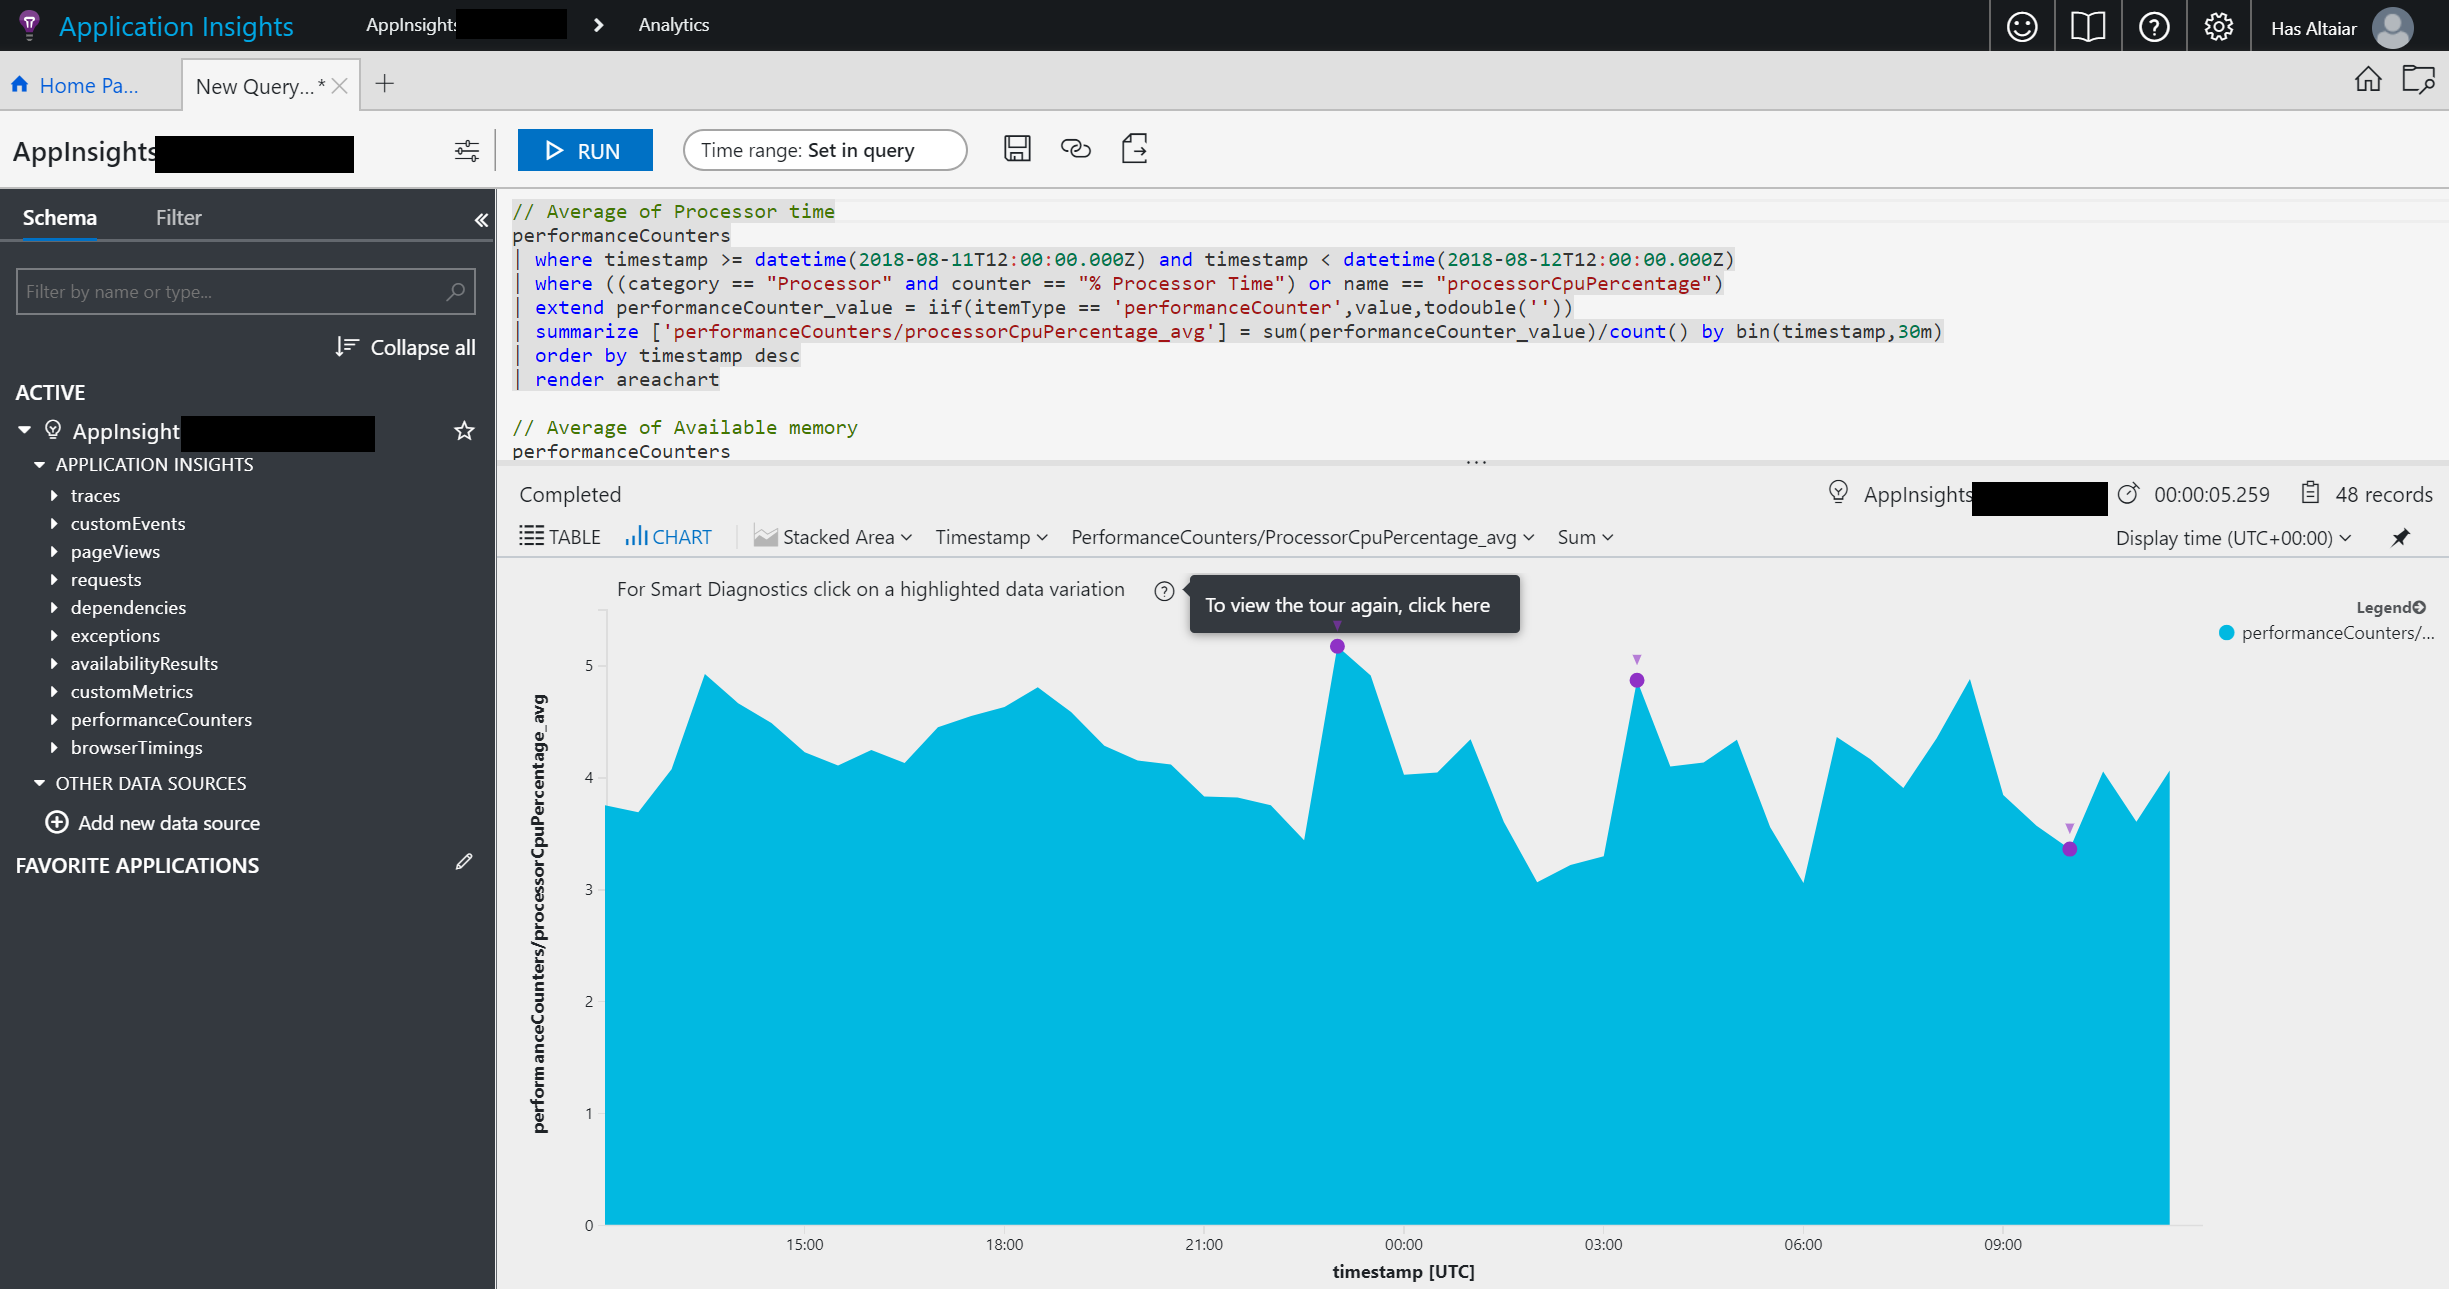 Application Insights
AppInsights
Analytics
Has Altaiar
Home Pa...
New Query...*
AppInsights
RUN
Time range: Set in query
Schema
Filter
Filter by name or type...
Collapse all
ACTIVE
AppInsight
APPLICATION INSIGHTS
traces
customEvents
pageViews
requests
dependencies
exceptions
availabilityResults
customMetrics
performanceCounters
browserTimings
OTHER DATA SOURCES
Add new data source
FAVORITE APPLICATIONS
// Average of Processor time
performanceCounters
| where timestamp >= datetime(2018-08-11T12:00:00.000Z) and timestamp < datetime(2018-08-12T12:00:00.000Z)
| where ((category == "Processor" and counter == "% Processor Time") or name == "processorCpuPercentage")
| extend performanceCounter_value = iif(itemType == 'performanceCounter',value,todouble(''))
| summarize ['performanceCounters/processorCpuPercentage_avg'] = sum(performanceCounter_value)/count() by bin(timestamp,30m)
| order by timestamp desc
| render areachart
// Average of Available memory
performanceCounters
Completed
AppInsights
00:00:05.259
48 records
TABLE
CHART
Stacked Area
Timestamp
PerformanceCounters/ProcessorCpuPercentage_avg
Sum
Display time (UTC+00:00)
For Smart Diagnostics click on a highlighted data variation
To view the tour again, click here
Legend
performanceCounters/...
performanceCounters/processorCpuPercentage_avg
5
4
3
2
1
0
15:00
18:00
21:00
00:00
03:00
06:00
09:00
timestamp [UTC]